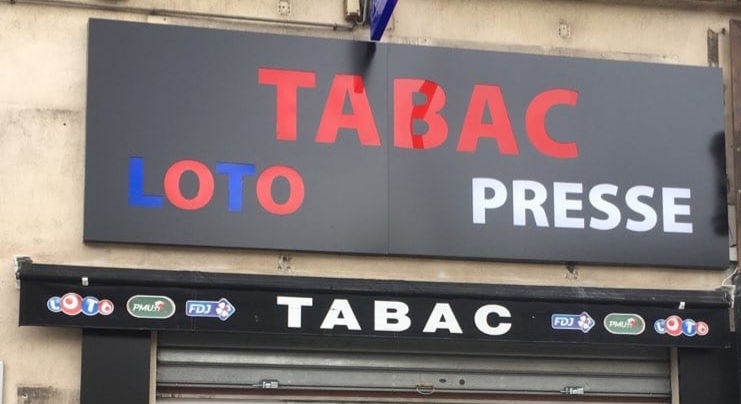 TABAC
LOTO PRESSE
LOTO PMU FDJ TABAC FDJ PMU LOTO